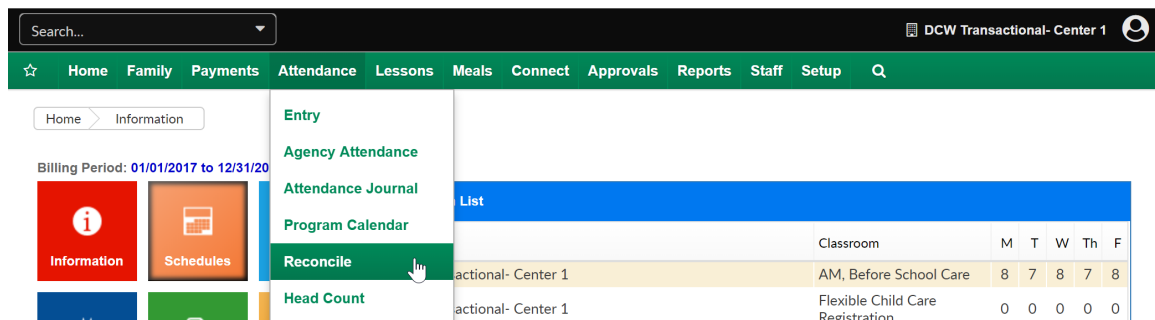 Search...
DCW Transactional- Center 1
Home Family Payments Attendance Lessons Meals Connect Approvals Reports Staff Setup
Home Information
Entry
Agency Attendance
Attendance Journal
Program Calendar
Reconcile
Head Count
Billing Period: 01/01/2017 to 12/31/20
Information
Schedules
List
Classroom M T W Th F
actional- Center 1 AM, Before School Care 8 7 8 7 8
actional- Center 1 Flexible Child Care 0 0 0 0 0
Registration